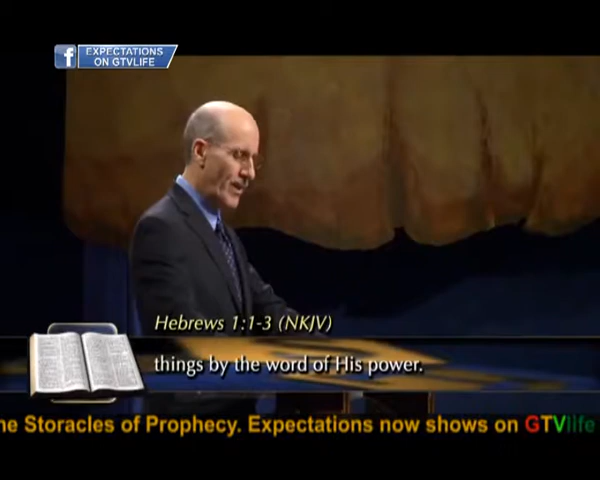 EXPECTATIONS
ON GTVLIFE
Hebrews 1:1-3 (NKJV)
things by the word of His power.
ne Storacles of Prophecy. Expectations now shows on GTVlife